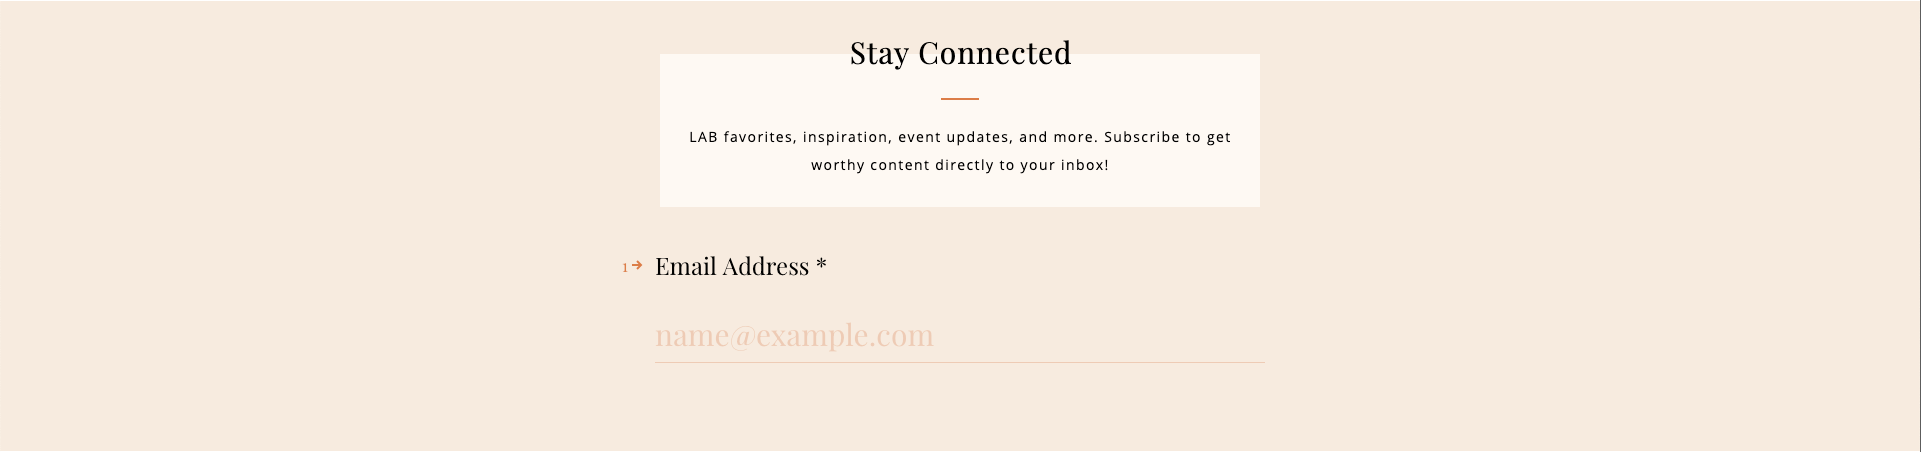 Stay Connected
LAB favorites, inspiration, event updates, and more. Subscribe to get
worthy content directly to your inbox!
1 → Email Address *
name@example.com